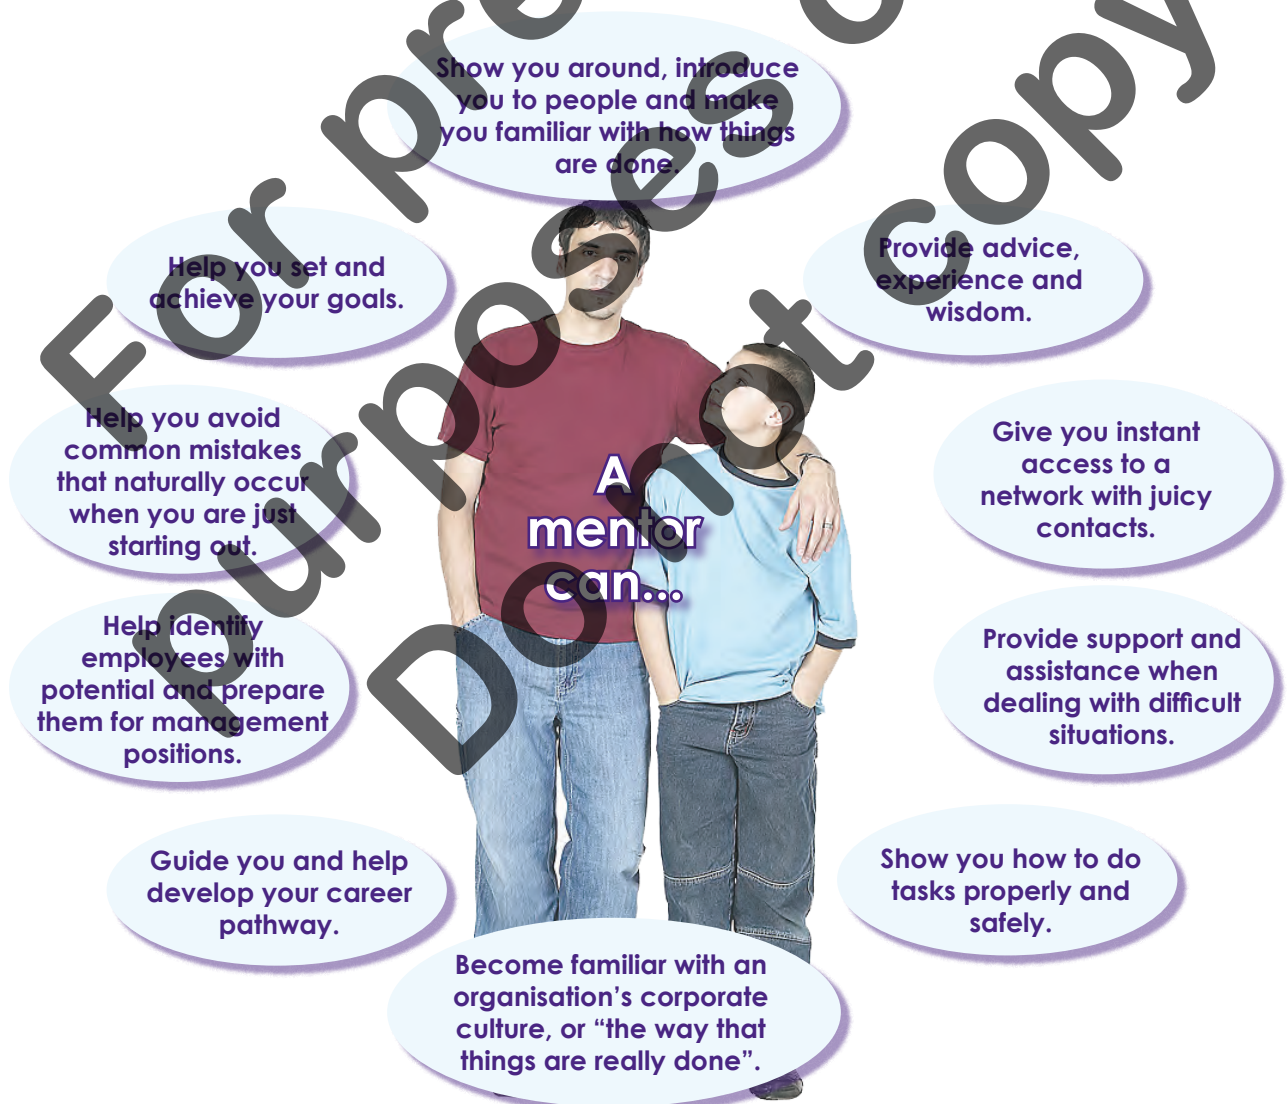 Show you around, introduce
you to people and make
you familiar with how things
are done.
Help you set and
achieve your goals.
Provide advice,
experience and
wisdom.
Help you avoid
common mistakes
that naturally occur
when you are just
starting out.
Give you instant
access to a
network with juicy
contacts.
A
mentor
can...
Help identify
employees with
potential and prepare
them for management
positions.
Provide support and
assistance when
dealing with difficult
situations.
Guide you and help
develop your career
pathway.
Show you how to do
tasks properly and
safely.
Become familiar with an
organisation’s corporate
culture, or “the way that
things are really done”.
For
purposes
Do not copy